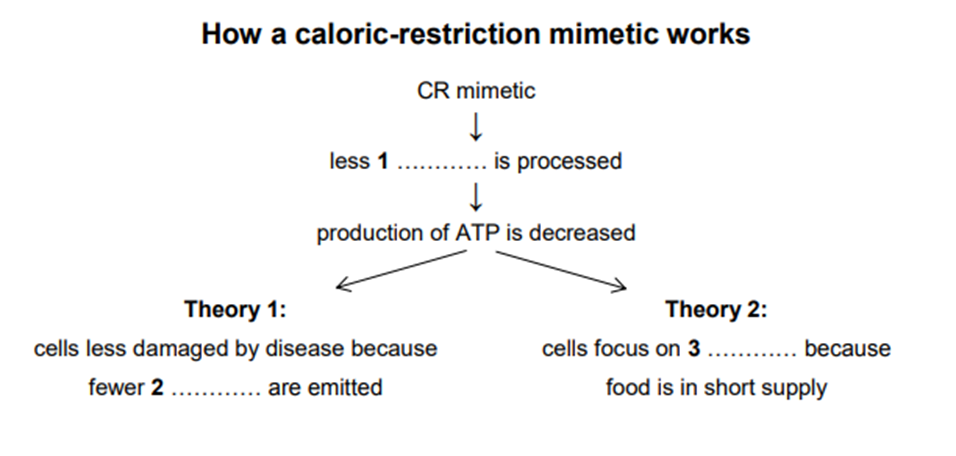 How a caloric-restriction mimetic works
CR mimetic
less 1 ............ is processed
production of ATP is decreased
Theory 1:
cells less damaged by disease because
fewer 2 ............ are emitted
Theory 2:
cells focus on 3 ............ because
food is in short supply